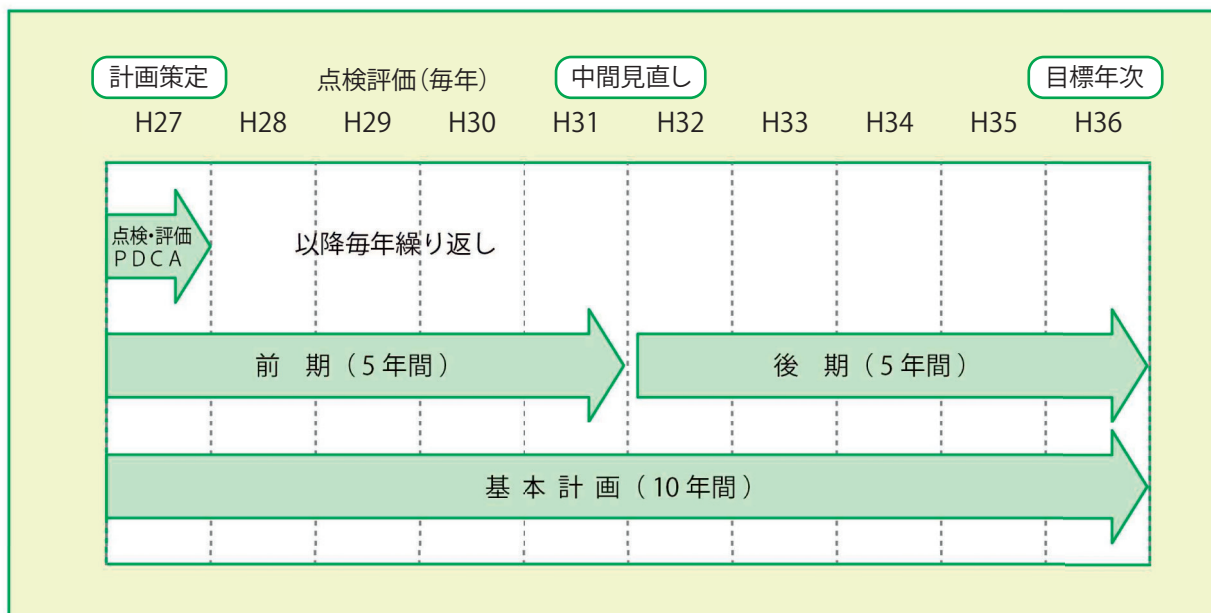 計画策定 点検評価(毎年) 中間見直し 目標年次
H27 H28 H29 H30 H31 H32 H33 H34 H35 H36
点検・評価
PDCA
以降毎年繰り返し
前 期(5年間) 後 期(5年間)
基本計画(10年間)